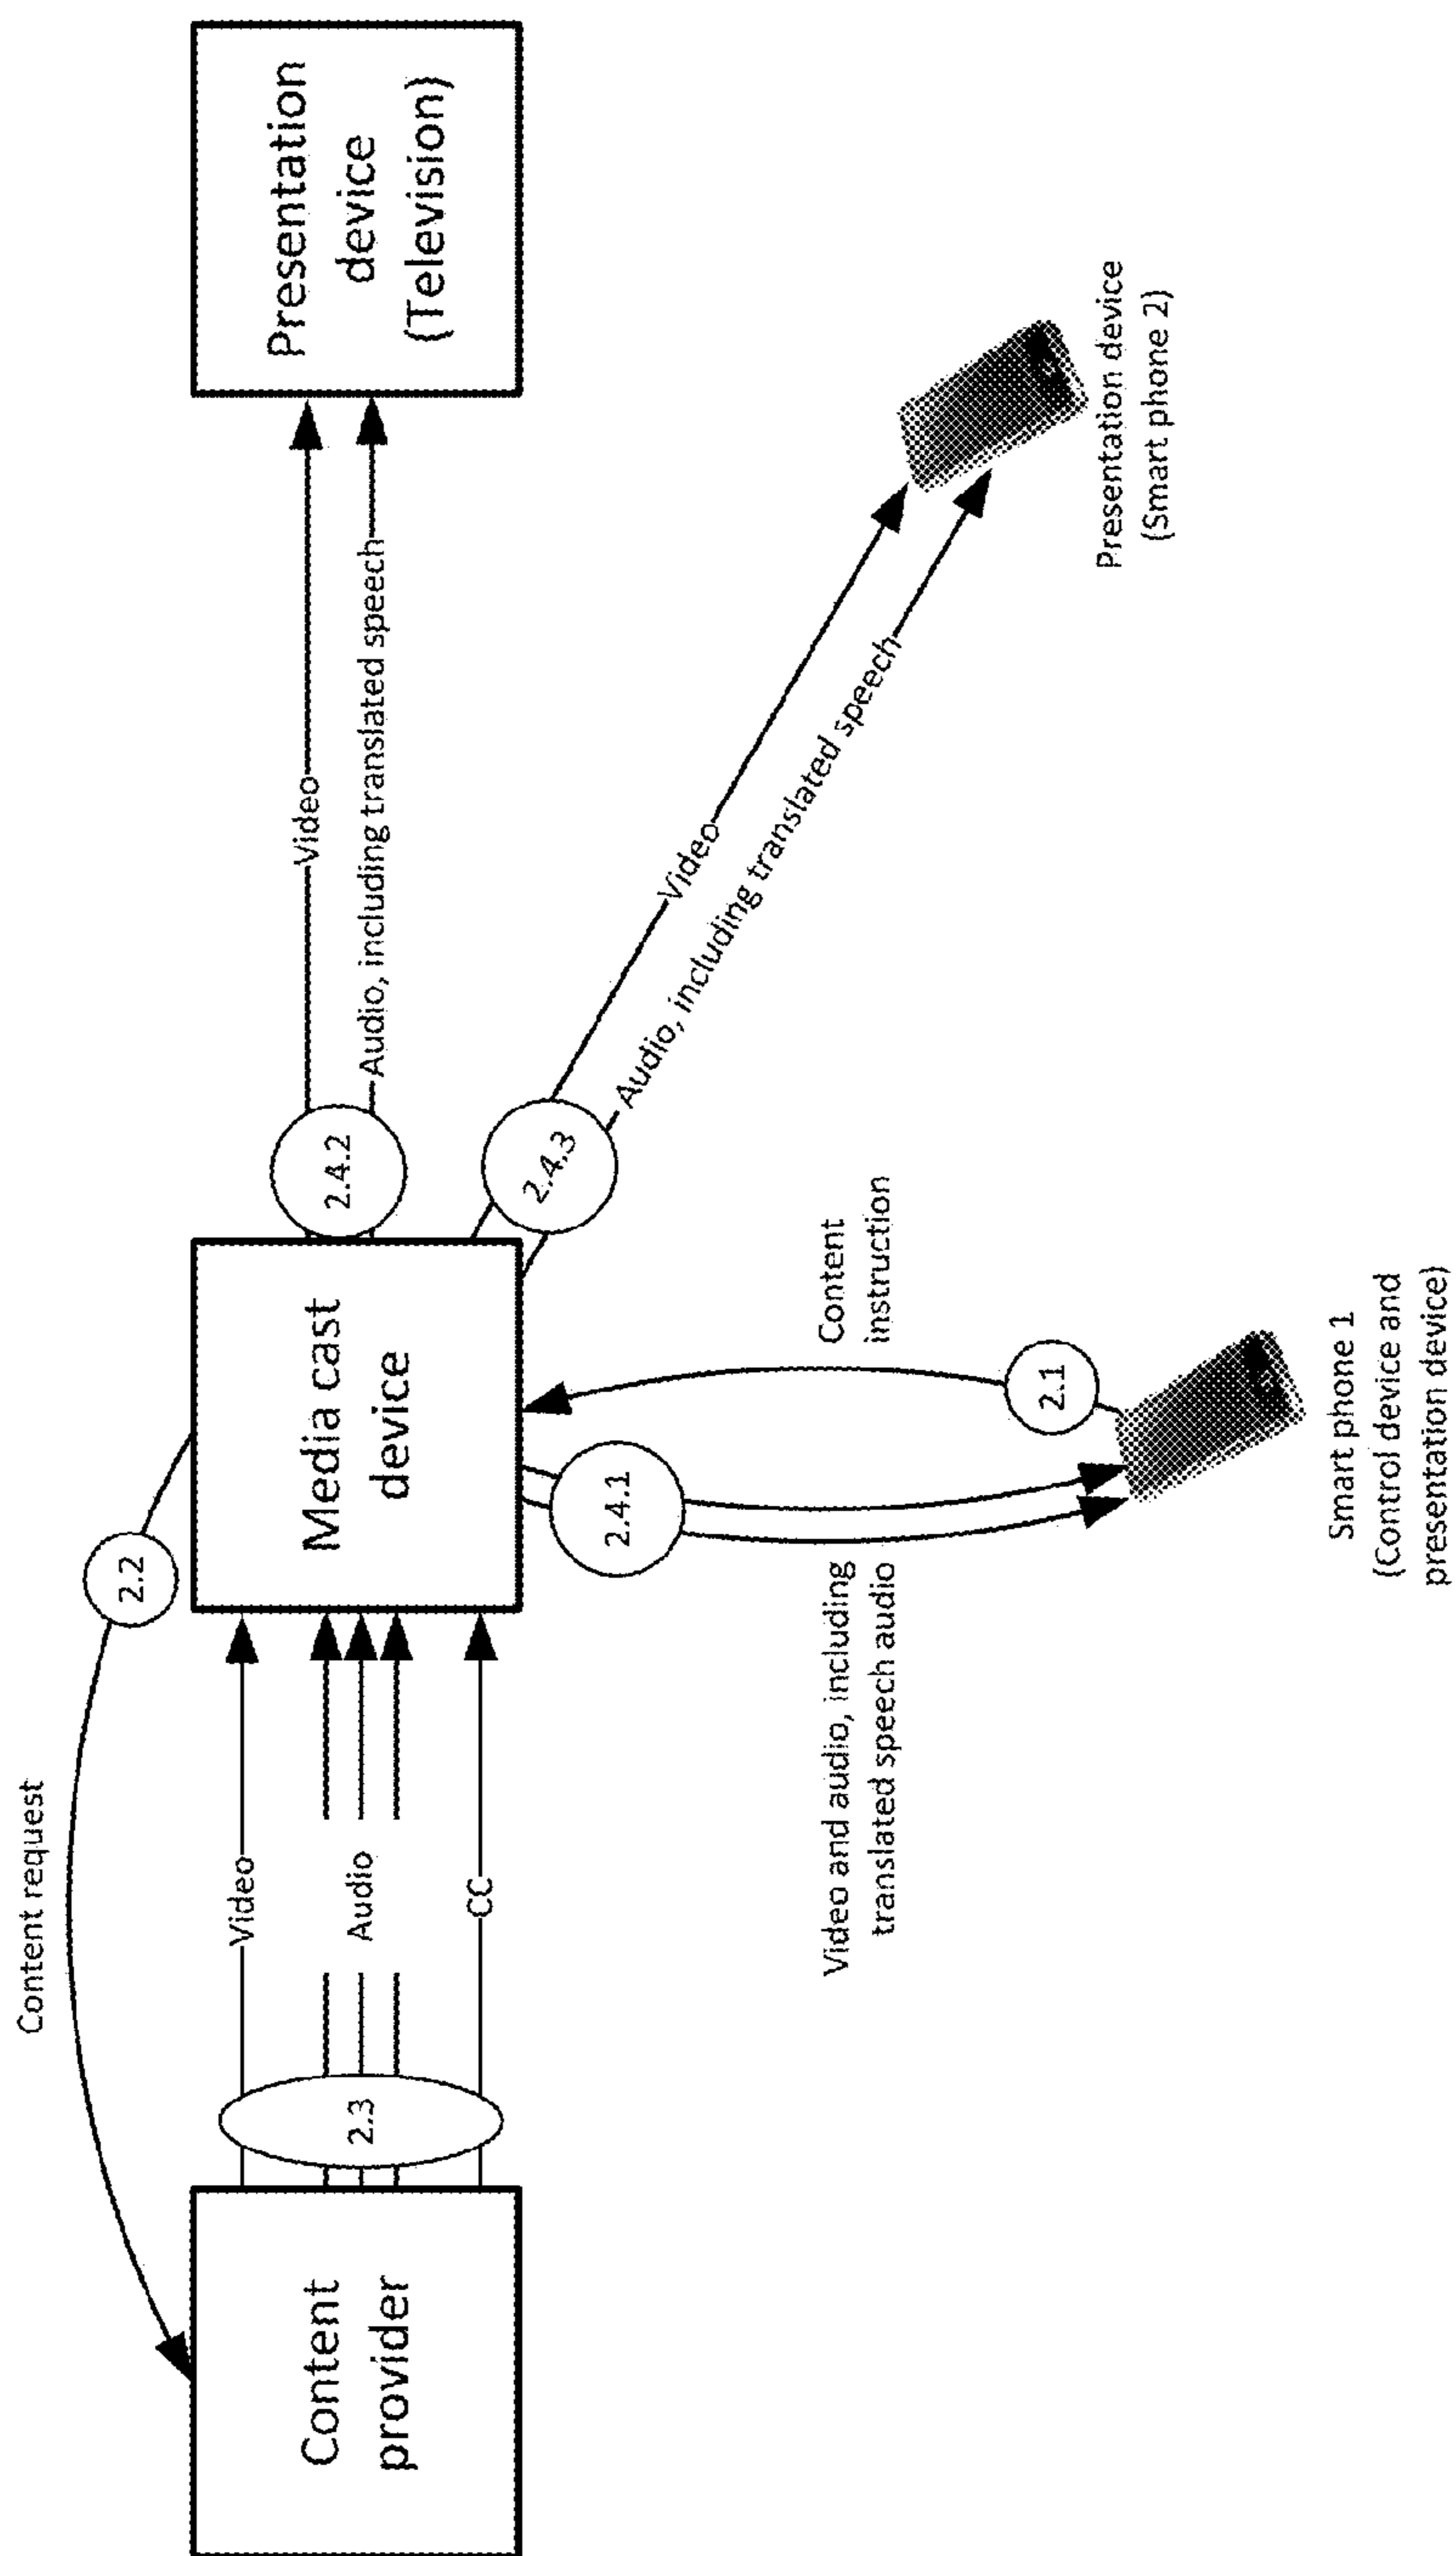 Content request
2.2
Content
provider
2.3
Video
Audio
CC
Media cast
device
2.4.2
Video
Audio, including translated speech
Presentation
device
(Television)
2.4.3
Video
Audio, including translated speech
Presentation device
(Smart phone 2)
2.4.1
Video and audio, including
translated speech audio
Content
instruction
2.1
Smart phone 1
(Control device and
presentation device)